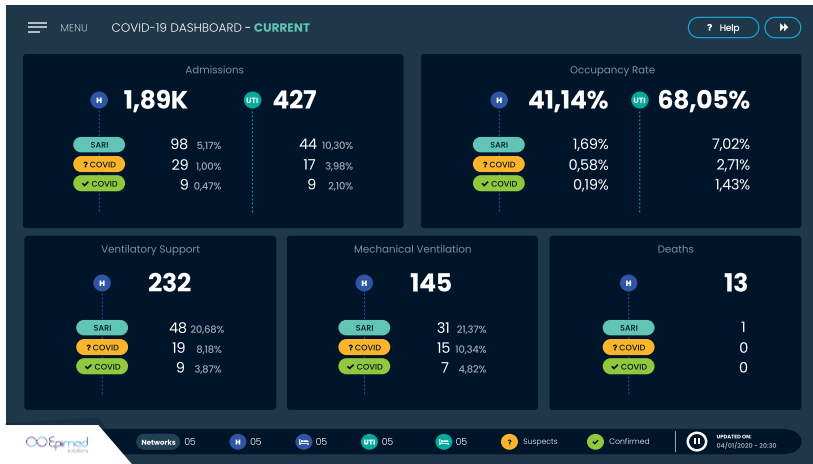 MENU COVID-19 DASHBOARD - CURRENT ? Help
Admissions
H 1,89K UTI 427
SARI 98 5,17% 44 10,30%
? COVID 29 1,00% 17 3,98%
COVID 9 0,47% 9 2,10%
Occupancy Rate
H 41,14% UTI 68,05%
SARI 1,69% 7,02%
? COVID 0,58% 2,71%
COVID 0,19% 1,43%
Ventilatory Support
H 232
SARI 48 20,68%
? COVID 19 8,18%
COVID 9 3,87%
Mechanical Ventilation
H 145
SARI 31 21,37%
? COVID 15 10,34%
COVID 7 4,82%
Deaths
H 13
SARI 1
? COVID 0
COVID 0
Epimed
solutions
Networks 05 H 05 05 UTI 05 05 ? Suspects Confirmed
UPDATED ON:
04/01/2020 - 20:30